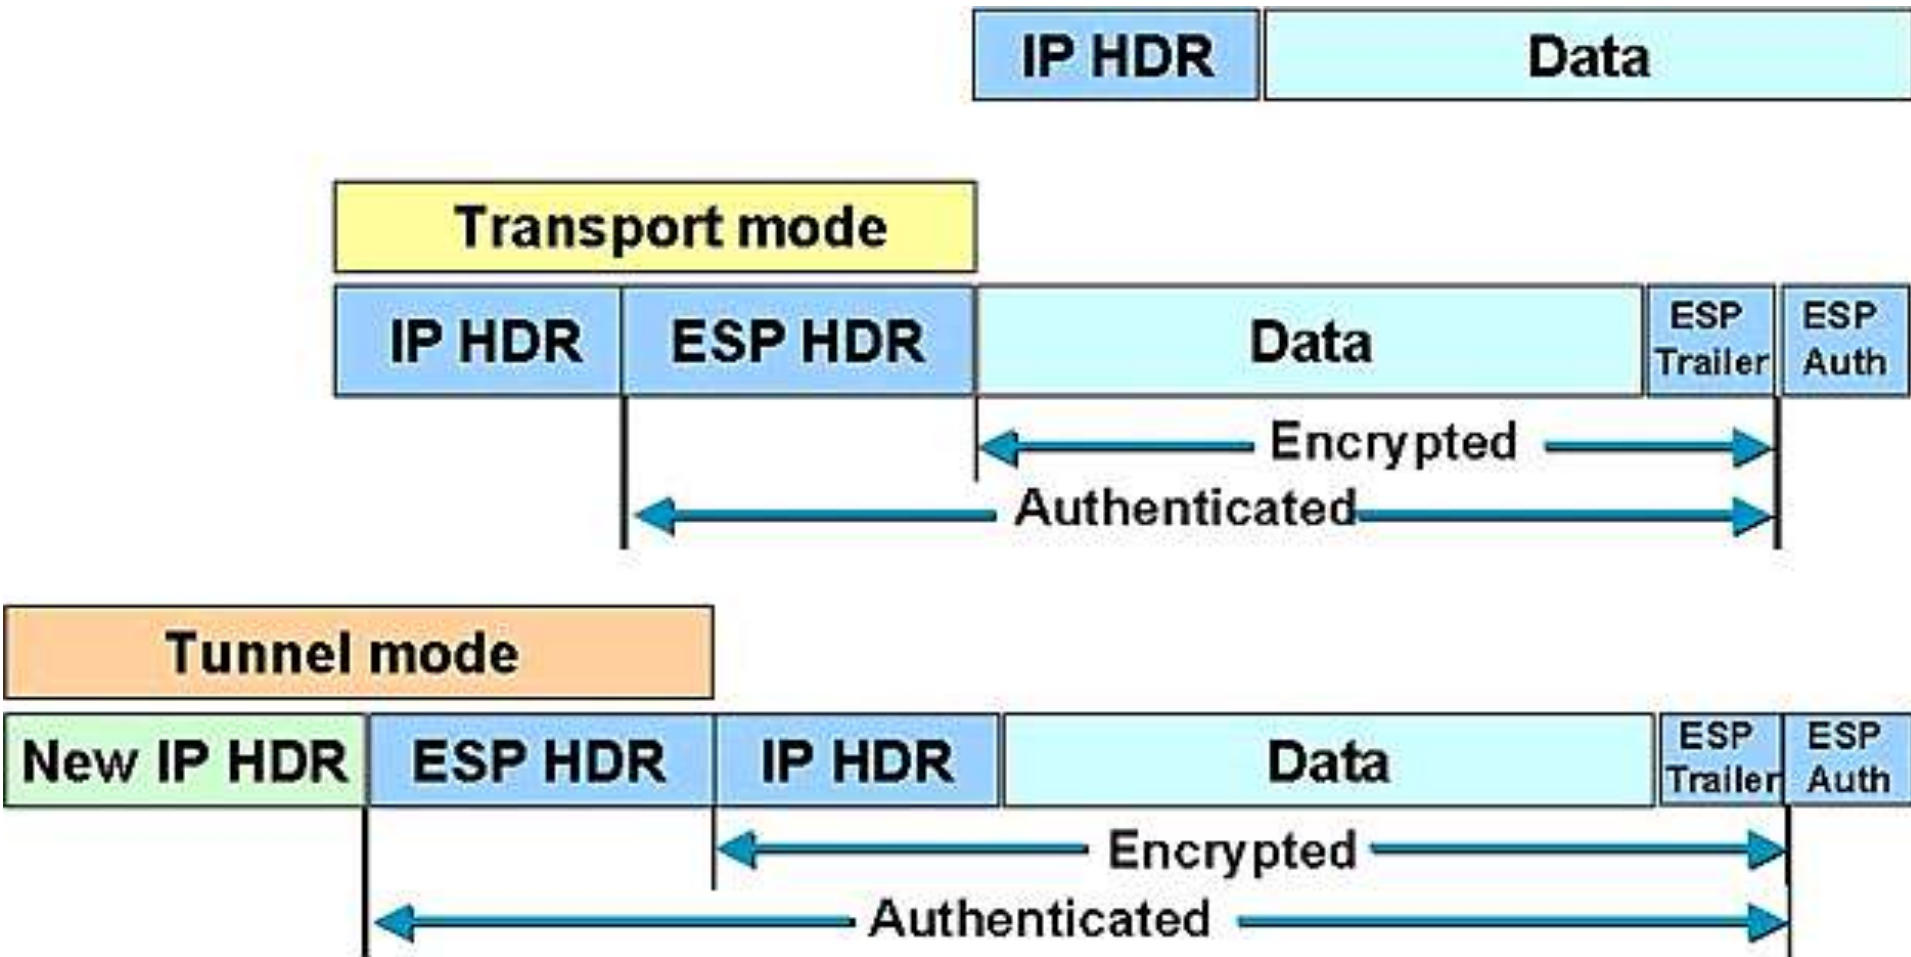 IP HDR Data
Transport mode
IP HDR ESP HDR Data ESP Trailer ESP Auth
Encrypted
Authenticated
Tunnel mode
New IP HDR ESP HDR IP HDR Data ESP Trailer ESP Auth
Encrypted
Authenticated